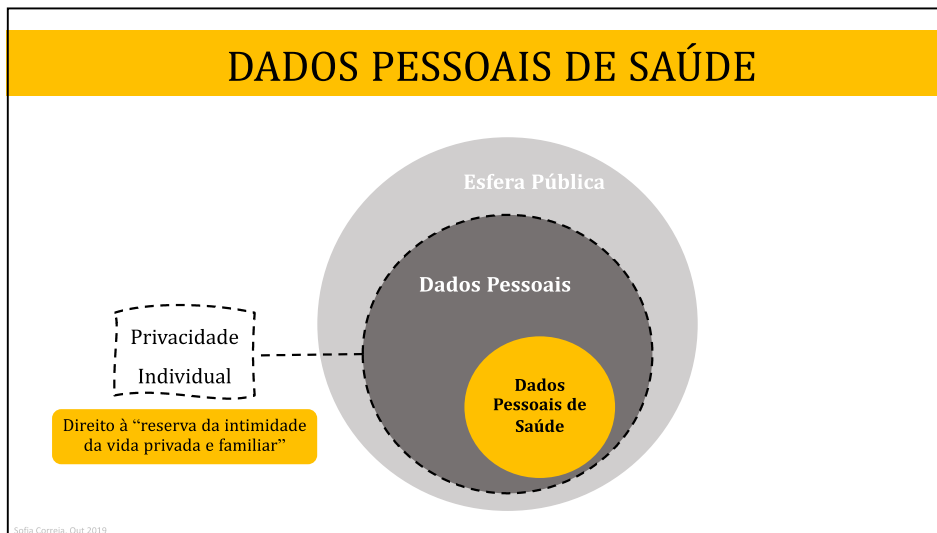 DADOS PESSOAIS DE SAÚDE
Esfera Pública
Dados Pessoais
Privacidade
Individual
Dados
Pessoais de
Saúde
Direito à “reserva da intimidade
da vida privada e familiar”
Sofia Correia, Out 2019